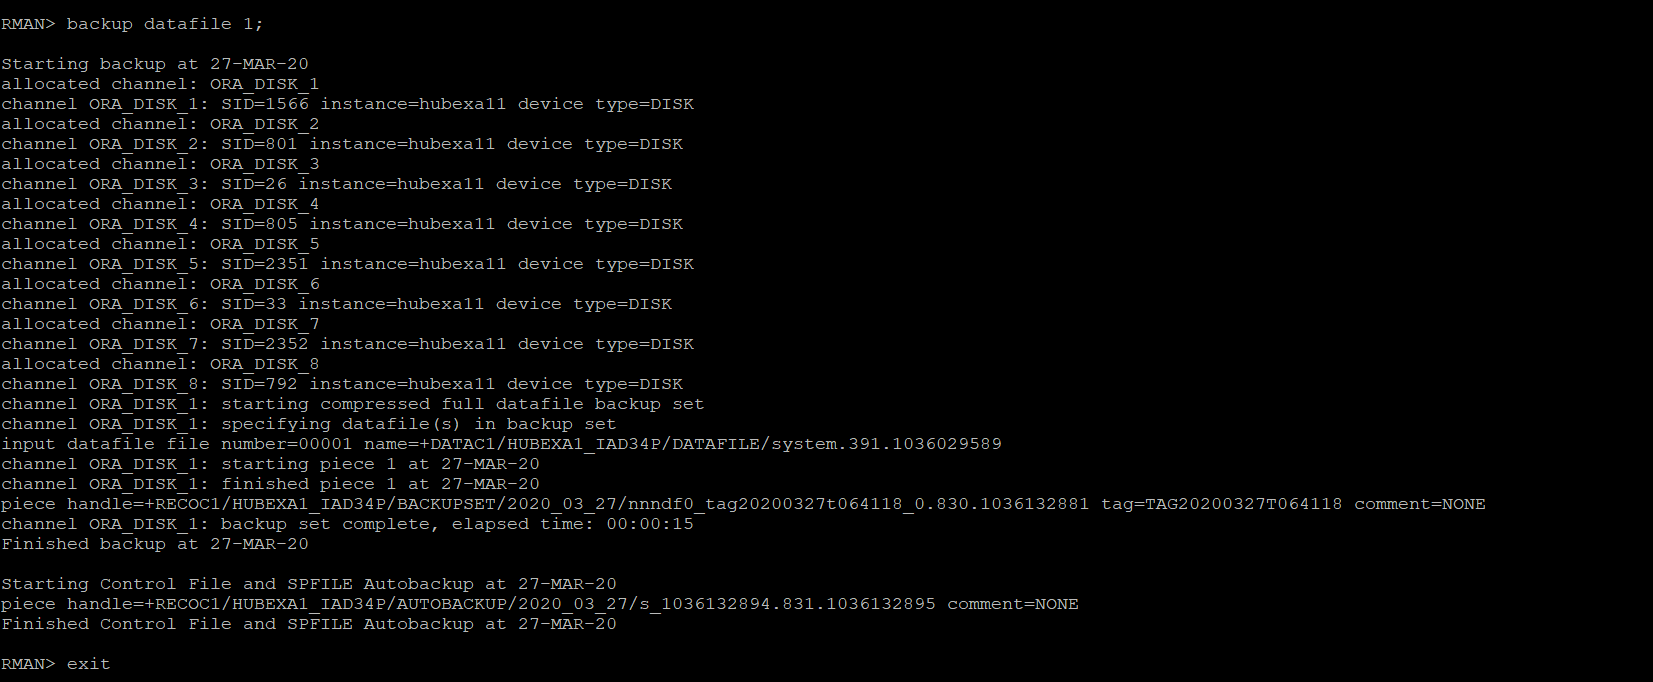 RMAN> backup datafile 1;
Starting backup at 27-MAR-20
allocated channel: ORA_DISK_1
channel ORA_DISK_1: SID=1566 instance=hubexa11 device type=DISK
allocated channel: ORA_DISK_2
channel ORA_DISK_2: SID=801 instance=hubexa11 device type=DISK
allocated channel: ORA_DISK_3
channel ORA_DISK_3: SID=26 instance=hubexa11 device type=DISK
allocated channel: ORA_DISK_4
channel ORA_DISK_4: SID=805 instance=hubexa11 device type=DISK
allocated channel: ORA_DISK_5
channel ORA_DISK_5: SID=2351 instance=hubexa11 device type=DISK
allocated channel: ORA_DISK_6
channel ORA_DISK_6: SID=33 instance=hubexa11 device type=DISK
allocated channel: ORA_DISK_7
channel ORA_DISK_7: SID=2352 instance=hubexa11 device type=DISK
allocated channel: ORA_DISK_8
channel ORA_DISK_8: SID=792 instance=hubexa11 device type=DISK
channel ORA_DISK_1: starting compressed full datafile backup set
channel ORA_DISK_1: specifying datafile(s) in backup set
input datafile file number=00001 name=+DATAC1/HUBEXA1_IAD34P/DATAFILE/system.391.1036029589
channel ORA_DISK_1: starting piece 1 at 27-MAR-20
channel ORA_DISK_1: finished piece 1 at 27-MAR-20
piece handle=+RECOC1/HUBEXA1_IAD34P/BACKUPSET/2020_03_27/nnndf0_tag20200327t064118_0.830.1036132881 tag=TAG20200327T064118 comment=NONE
channel ORA_DISK_1: backup set complete, elapsed time: 00:00:15
Finished backup at 27-MAR-20
Starting Control File and SPFILE Autobackup at 27-MAR-20
piece handle=+RECOC1/HUBEXA1_IAD34P/AUTOBACKUP/2020_03_27/s_1036132894.831.1036132895 comment=NONE
Finished Control File and SPFILE Autobackup at 27-MAR-20
RMAN> exit